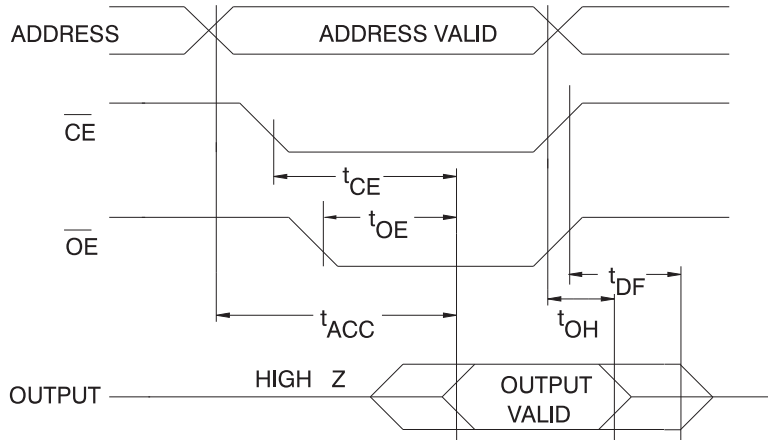 ADDRESS
ADDRESS VALID
CE
tCE
tOE
OE
tDF
tACC
tOH
HIGH Z
OUTPUT
OUTPUT
VALID